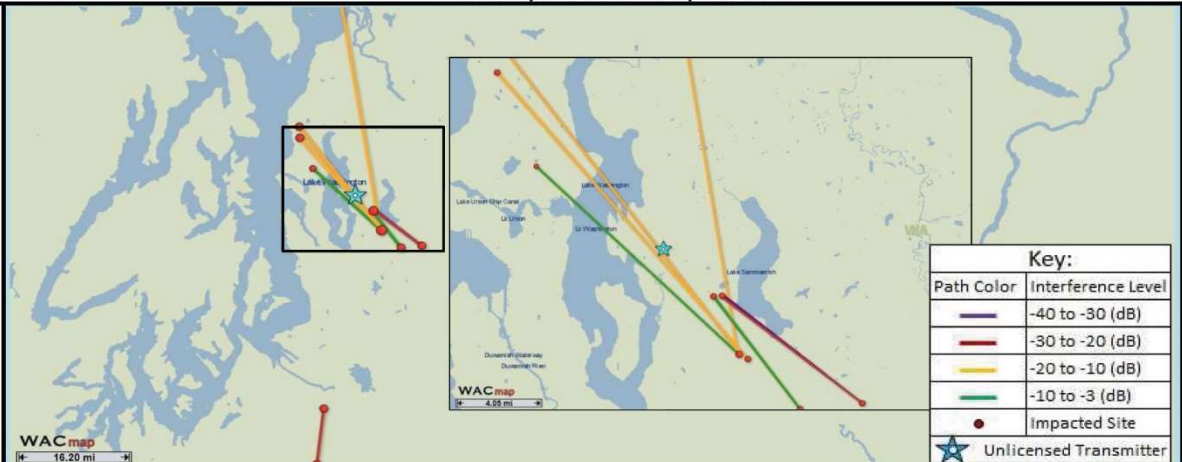 Lake Washington
Lake Washington
Lake Union Ship Canal
Lk Union
Lk Washington
WA
Lake Sammamish
Duwamish Waterway
Duwamish River
WACmap
4.05 mi
WACmap
16.20 mi
Key:
Path Color Interference Level
-40 to -30 (dB)
-30 to -20 (dB)
-20 to -10 (dB)
-10 to -3 (dB)
Impacted Site
Unlicensed Transmitter